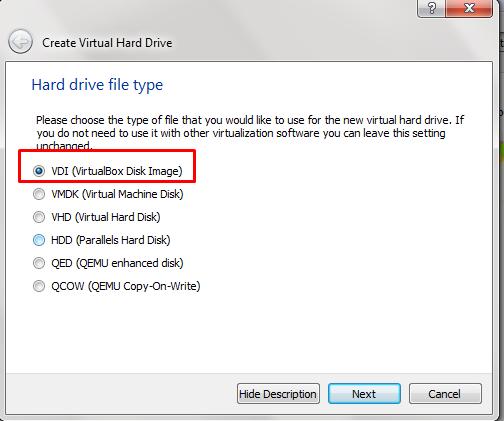 ? X
Create Virtual Hard Drive
Hard drive file type
Please choose the type of file that you would like to use for the new virtual hard drive. If
you do not need to use it with other virtualization software you can leave this setting
unchanged.
VDI (VirtualBox Disk Image)
VMDK (Virtual Machine Disk)
VHD (Virtual Hard Disk)
HDD (Parallels Hard Disk)
QED (QEMU enhanced disk)
QCOW (QEMU Copy-On-Write)
Hide Description Next Cancel